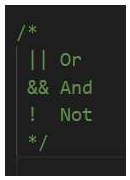 /*
|| Or
&& And
! Not
*/